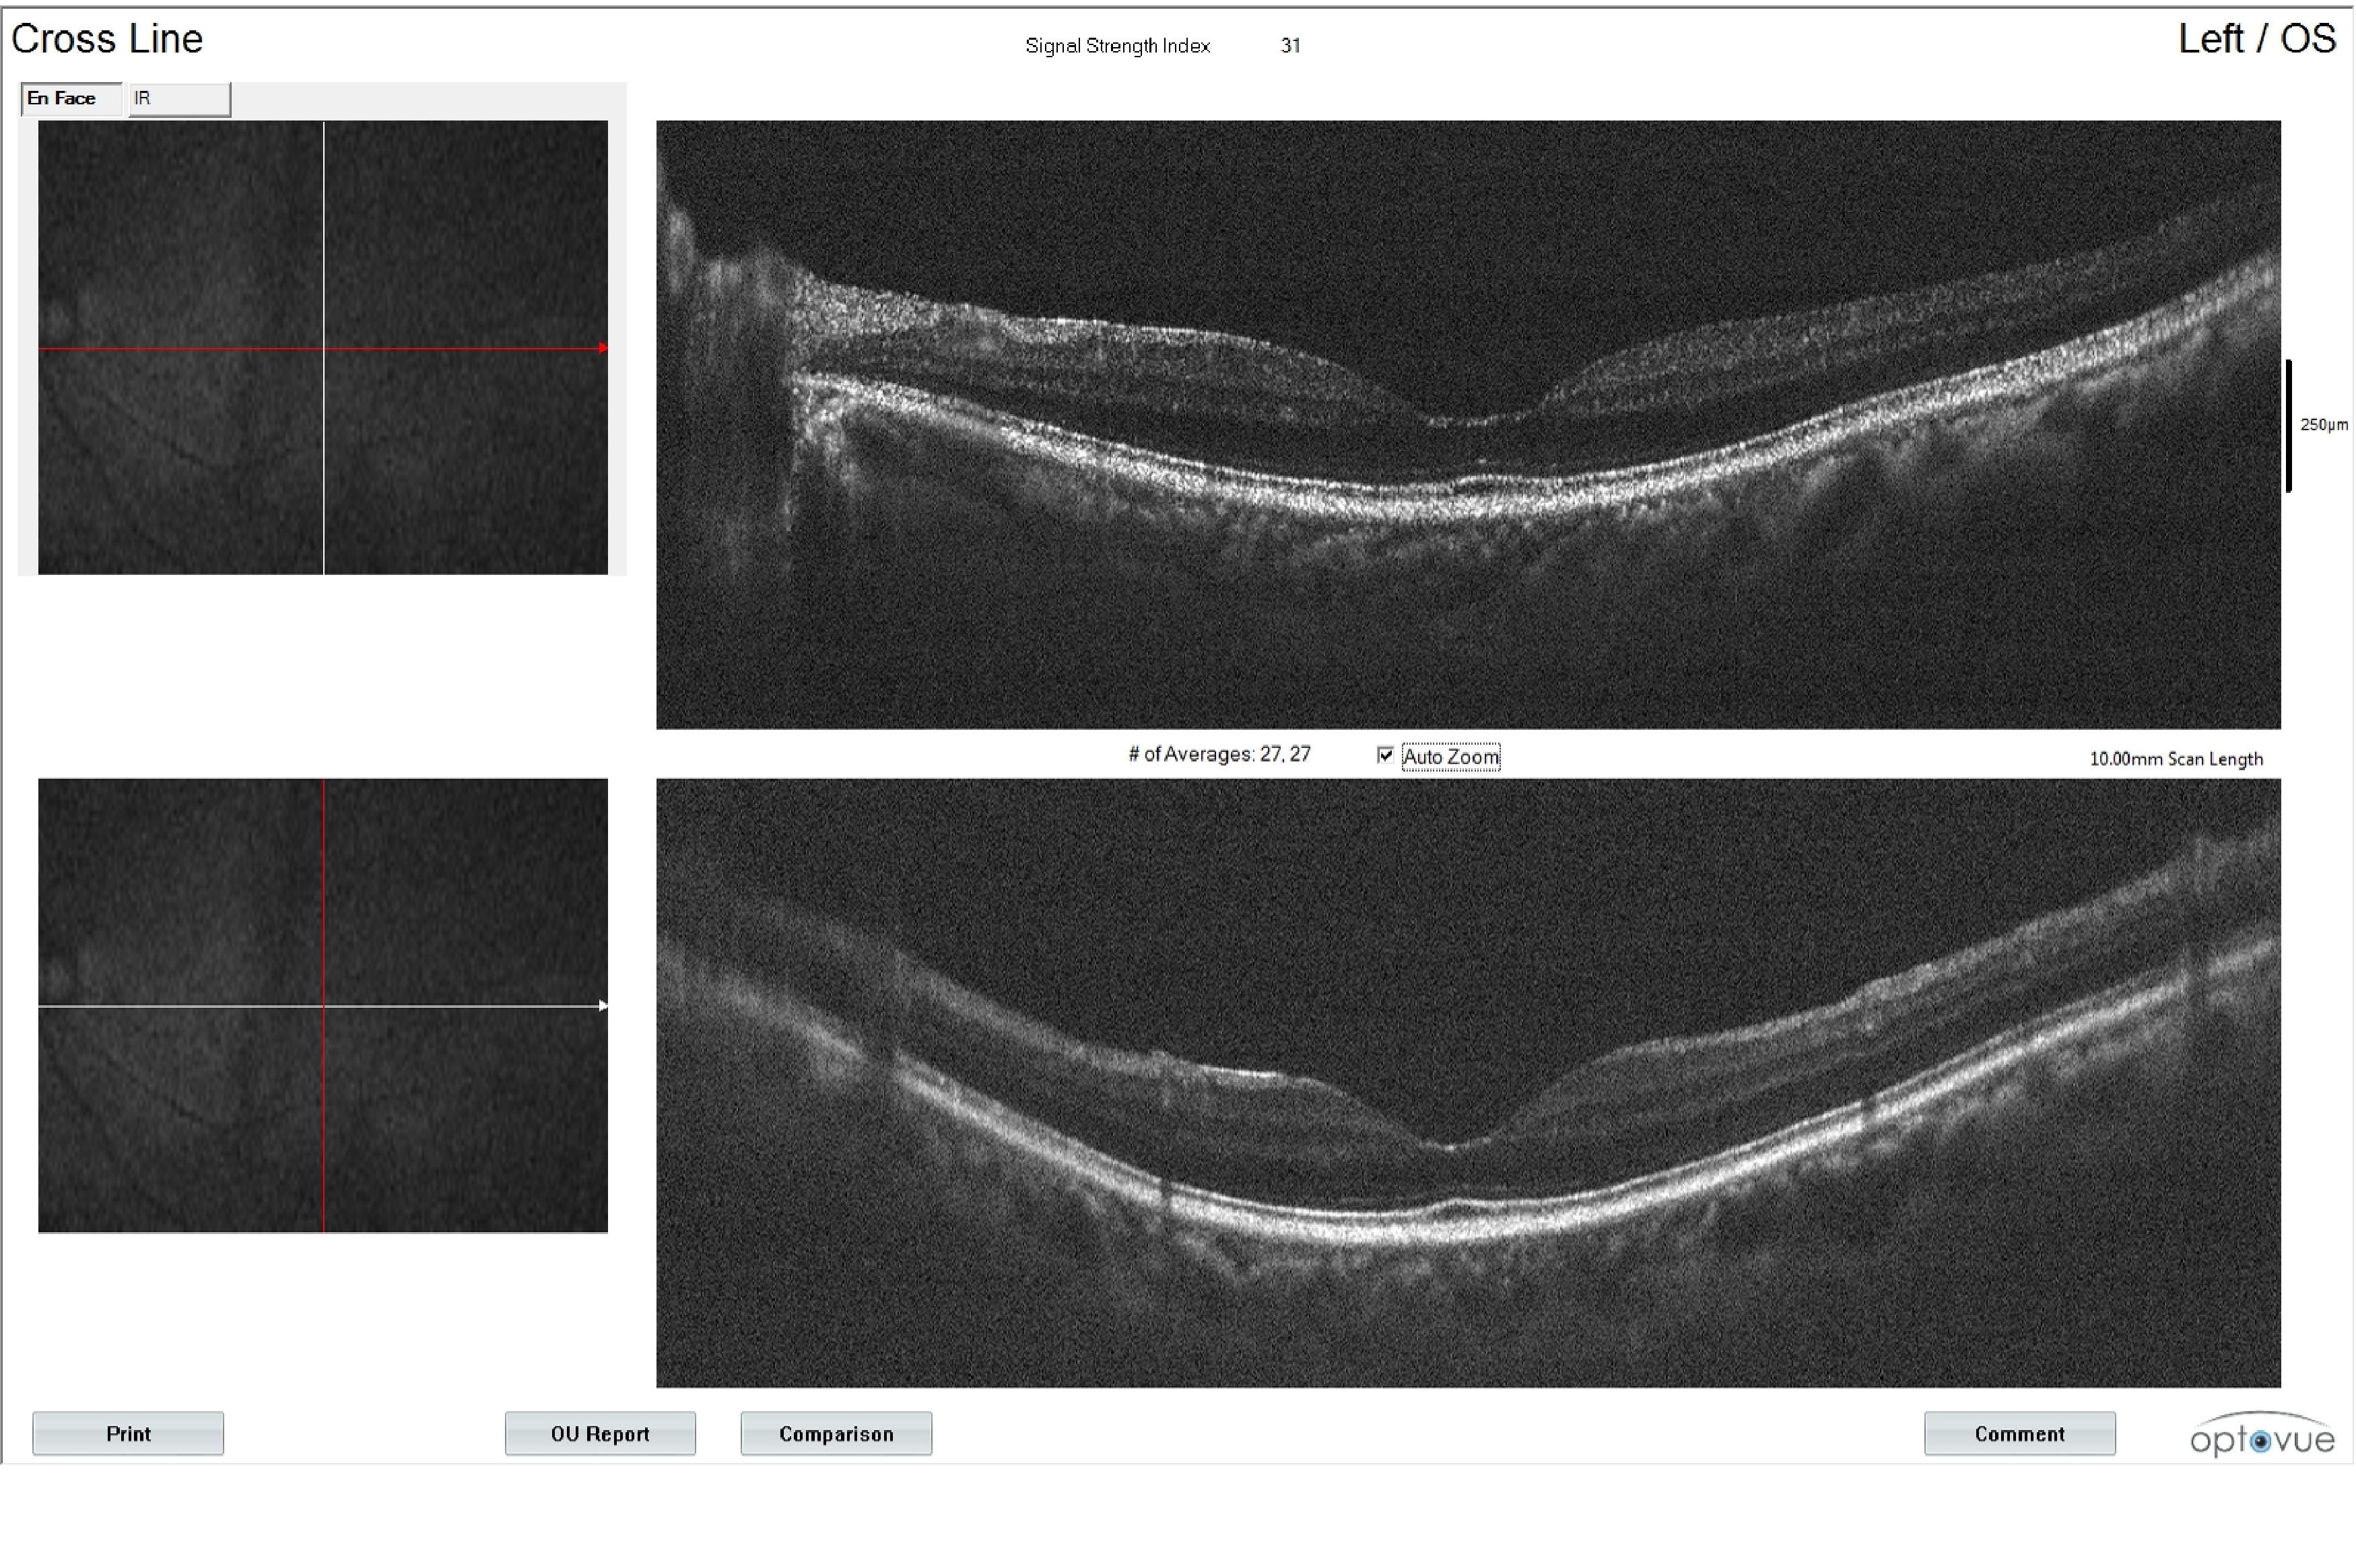 Cross Line
Signal Strength Index 31
Left / OS
En Face IR
250µm
# of Averages: 27, 27
Auto Zoom
10.00mm Scan Length
Print
OU Report
Comparison
Comment
optovue